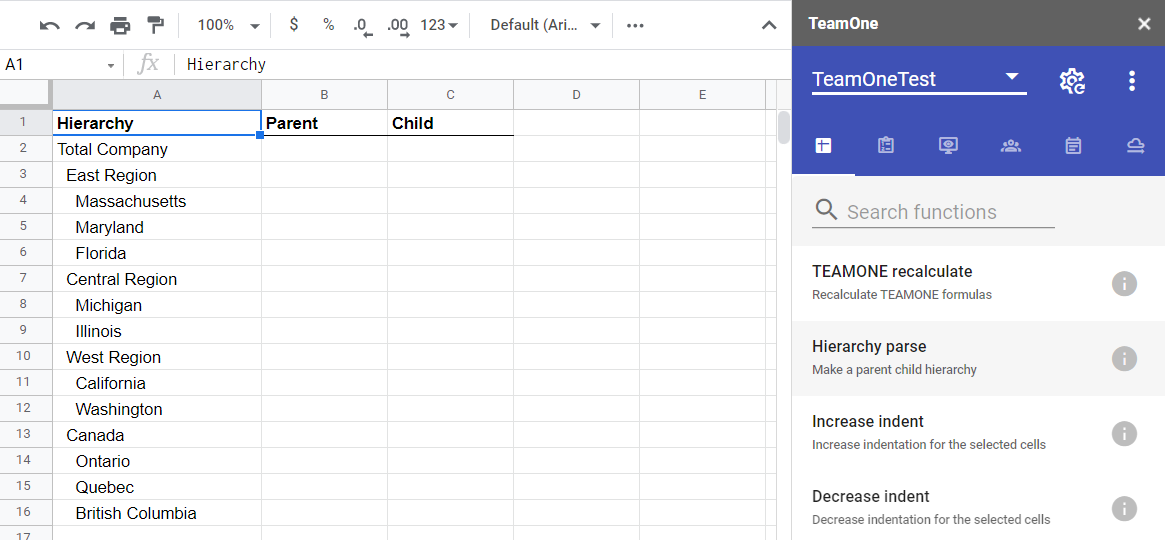 100%
$ % .0 .00 123
Default (Ari...
TeamOne
A1
fx
Hierarchy
TeamOneTest
A B C D E
1 Hierarchy Parent Child
2 Total Company
3 East Region
4 Massachusetts
5 Maryland
6 Florida
7 Central Region
8 Michigan
9 Illinois
10 West Region
11 California
12 Washington
13 Canada
14 Ontario
15 Quebec
16 British Columbia
17
Search functions
TEAMONE recalculate
Recalculate TEAMONE formulas
Hierarchy parse
Make a parent child hierarchy
Increase indent
Increase indentation for the selected cells
Decrease indent
Decrease indentation for the selected cells